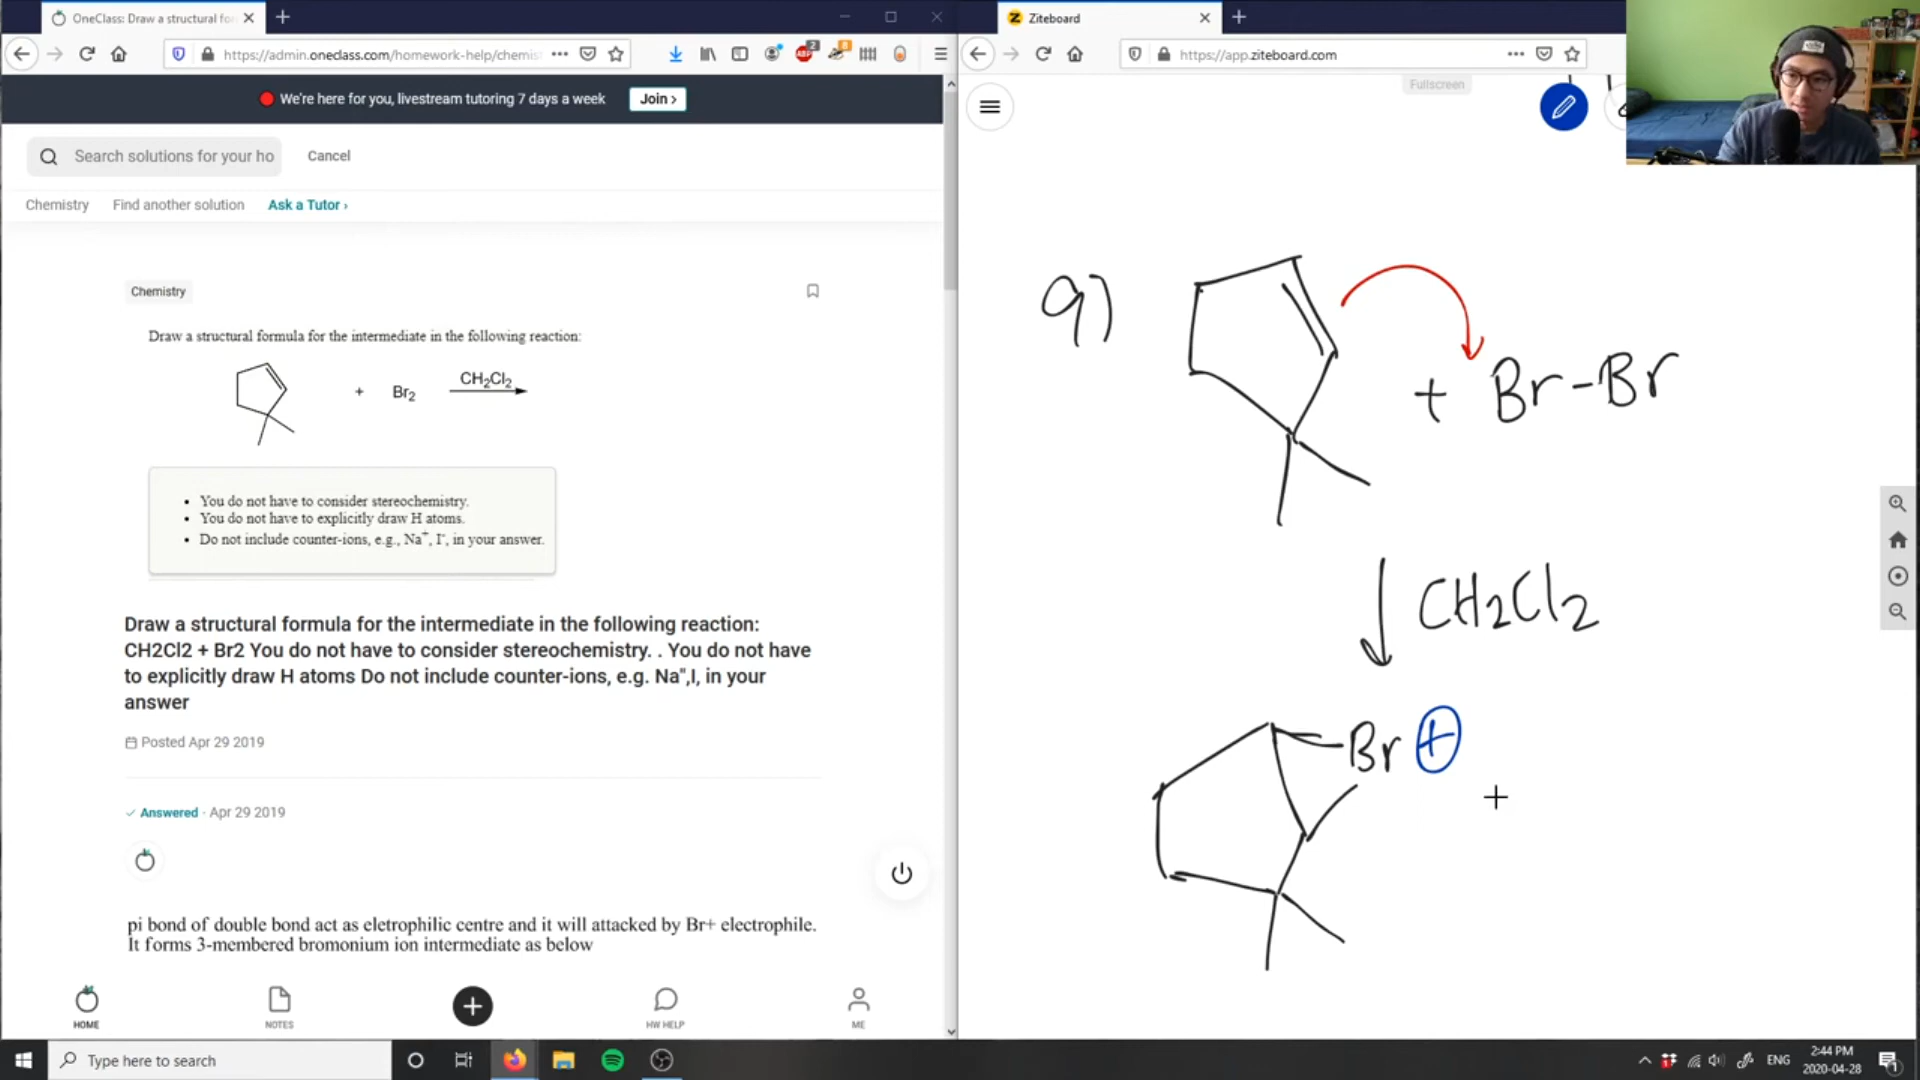 OneClass: Draw a structural fo
https://admin.oneclass.com/homework-help/chemis
We're here for you, livestream tutoring 7 days a week
Join ›
Search solutions for your ho
Cancel
Chemistry
Find another solution
Ask a Tutor ›
Chemistry
Draw a structural formula for the intermediate in the following reaction:
+ Br2 CH2Cl2
• You do not have to consider stereochemistry.
• You do not have to explicitly draw H atoms.
• Do not include counter-ions, e.g., Na+, I-, in your answer.
Draw a structural formula for the intermediate in the following reaction:
CH2Cl2 + Br2 You do not have to consider stereochemistry. . You do not have
to explicitly draw H atoms Do not include counter-ions, e.g. Na",I, in your
answer
Posted Apr 29 2019
Answered · Apr 29 2019
pi bond of double bond act as eletrophilic centre and it will attacked by Br+ electrophile.
It forms 3-membered bromonium ion intermediate as below
HOME
NOTES
HW HELP
ME
Ziteboard
https://app.ziteboard.com
Fullscreen
9)
+ Br-Br
CH2Cl2
Br +
Type here to search
ENG
2:44 PM
2020-04-28